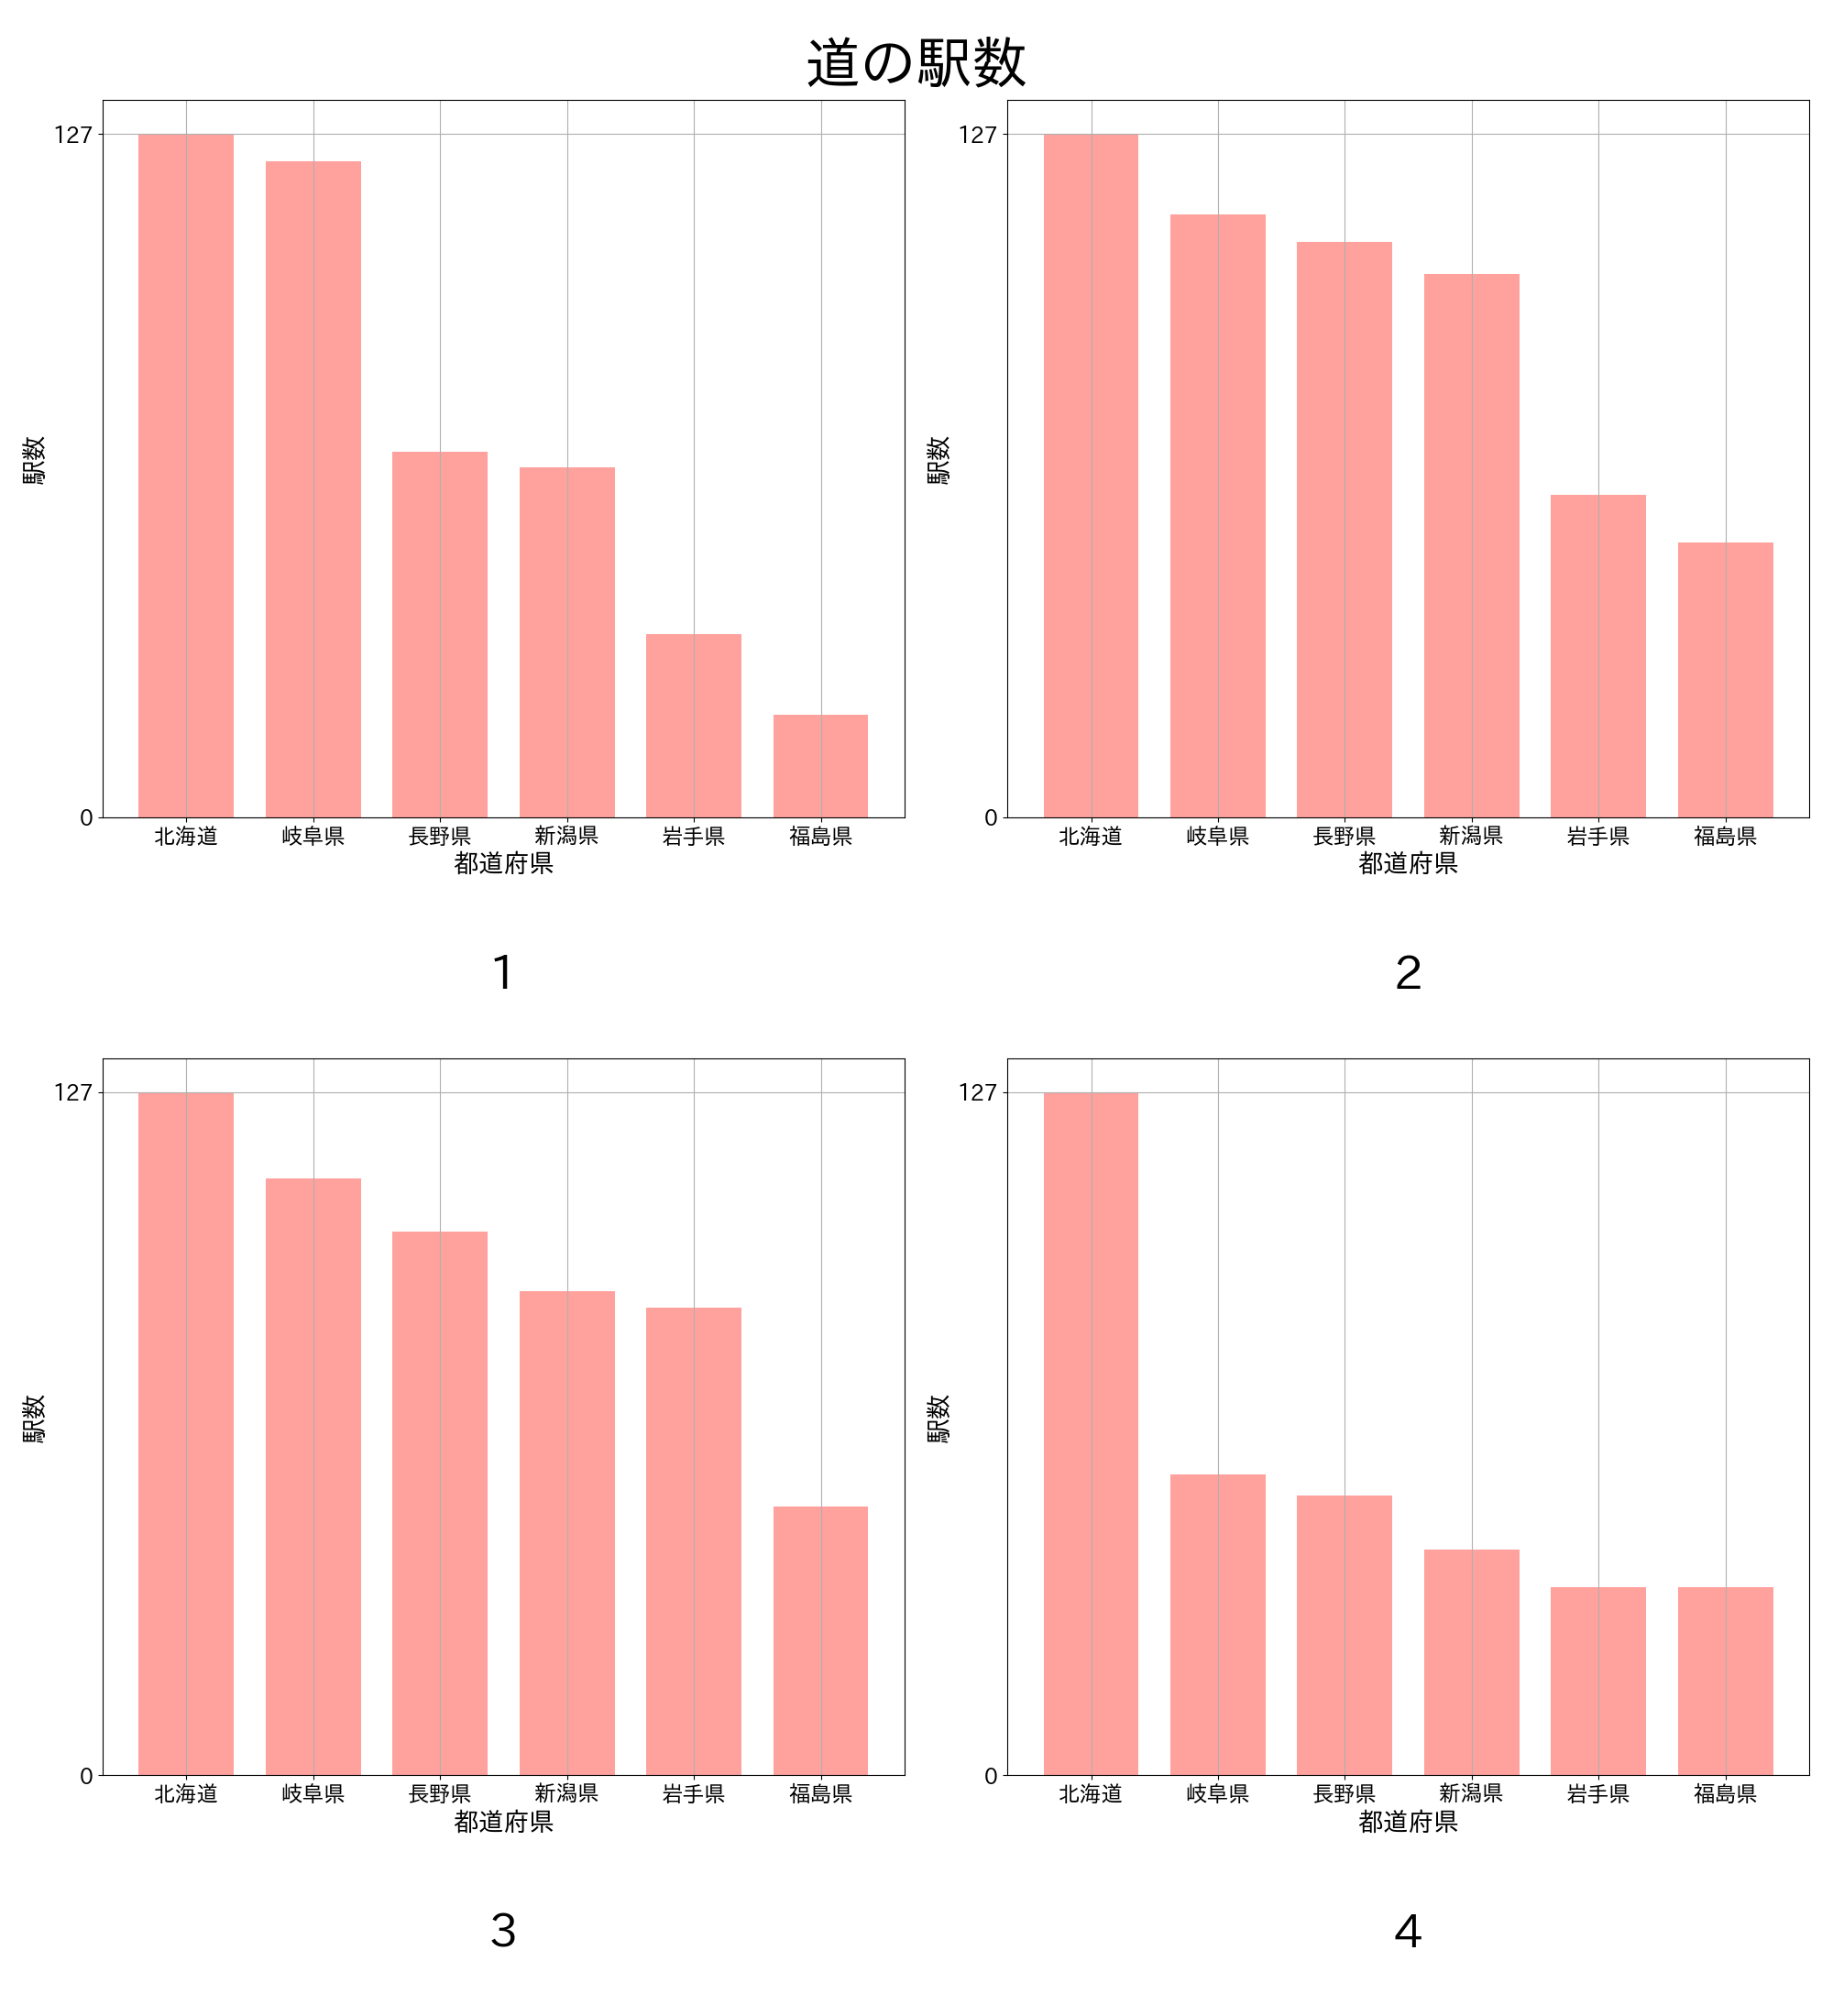 道の駅数
127
0
駅数
北海道 岐阜県 長野県 新潟県 岩手県 福島県
都道府県
1
127
0
駅数
北海道 岐阜県 長野県 新潟県 岩手県 福島県
都道府県
2
127
0
駅数
北海道 岐阜県 長野県 新潟県 岩手県 福島県
都道府県
3
127
0
駅数
北海道 岐阜県 長野県 新潟県 岩手県 福島県
都道府県
4